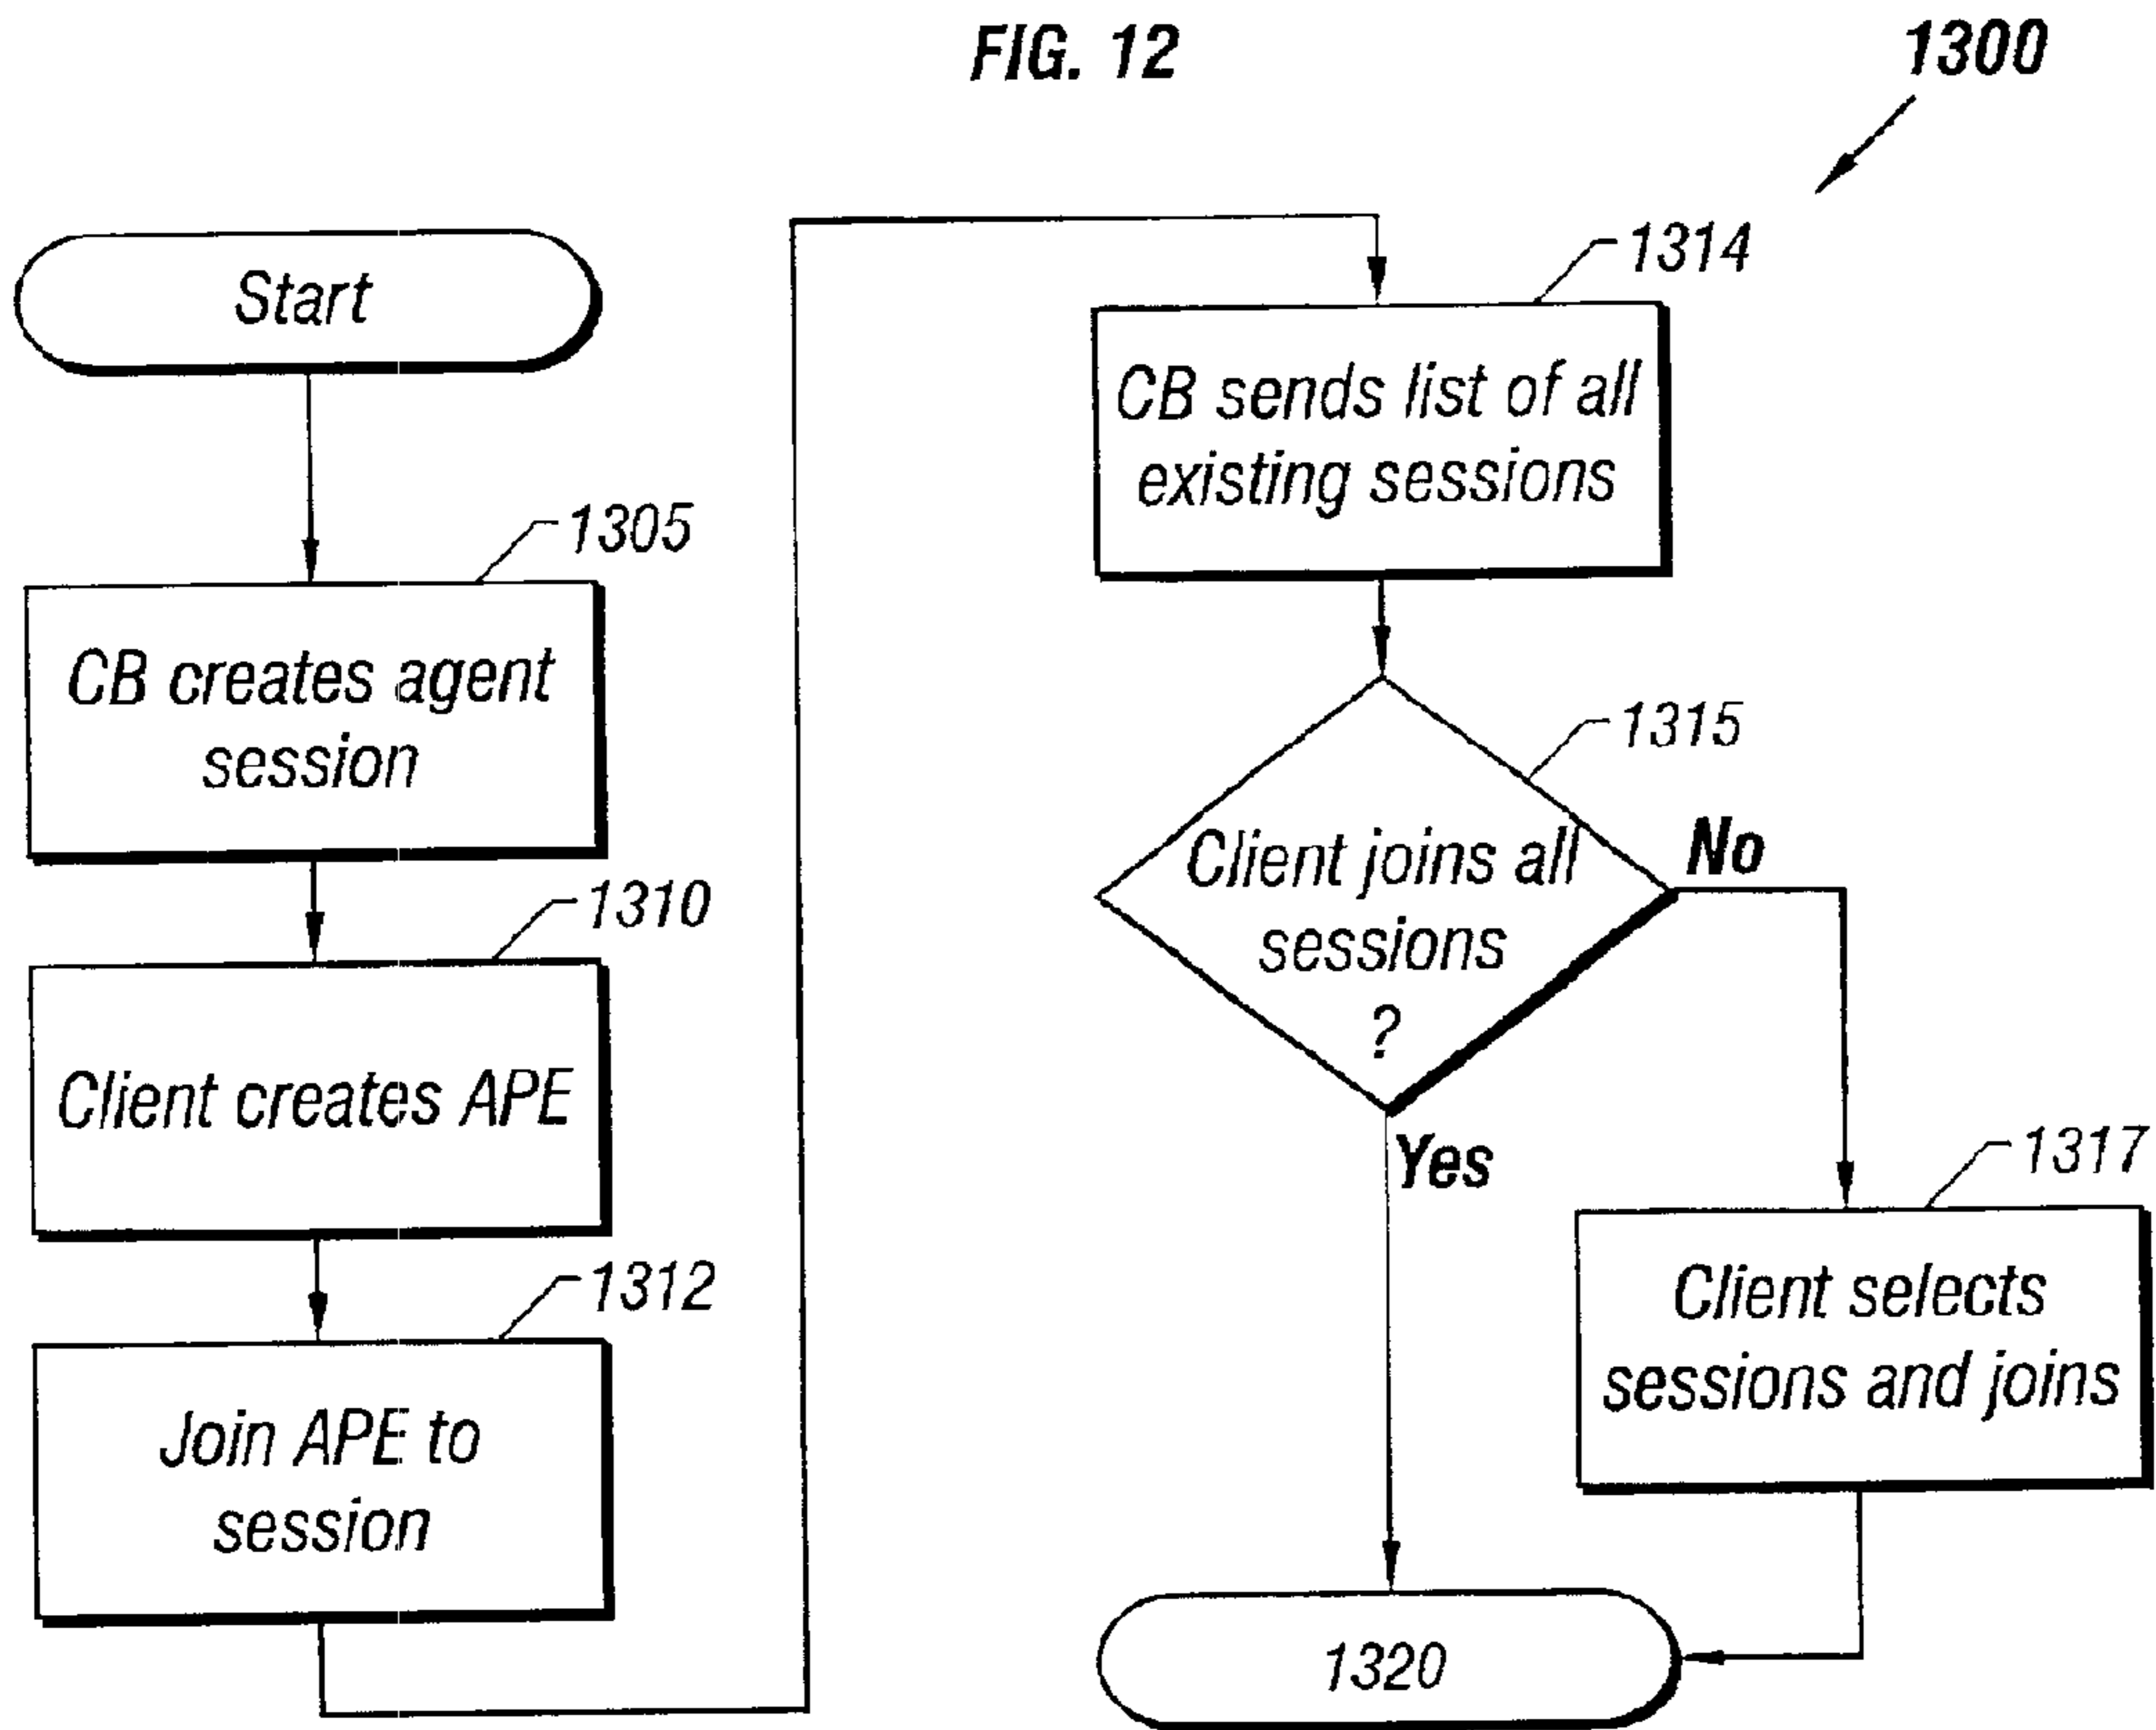 FIG. 12
1300
Start
1305
CB creates agent
session
1310
Client creates APE
1312
Join APE to
session
1314
CB sends list of all
existing sessions
1315
Client joins all
sessions
?
No
Yes
1317
Client selects
sessions and joins
1320